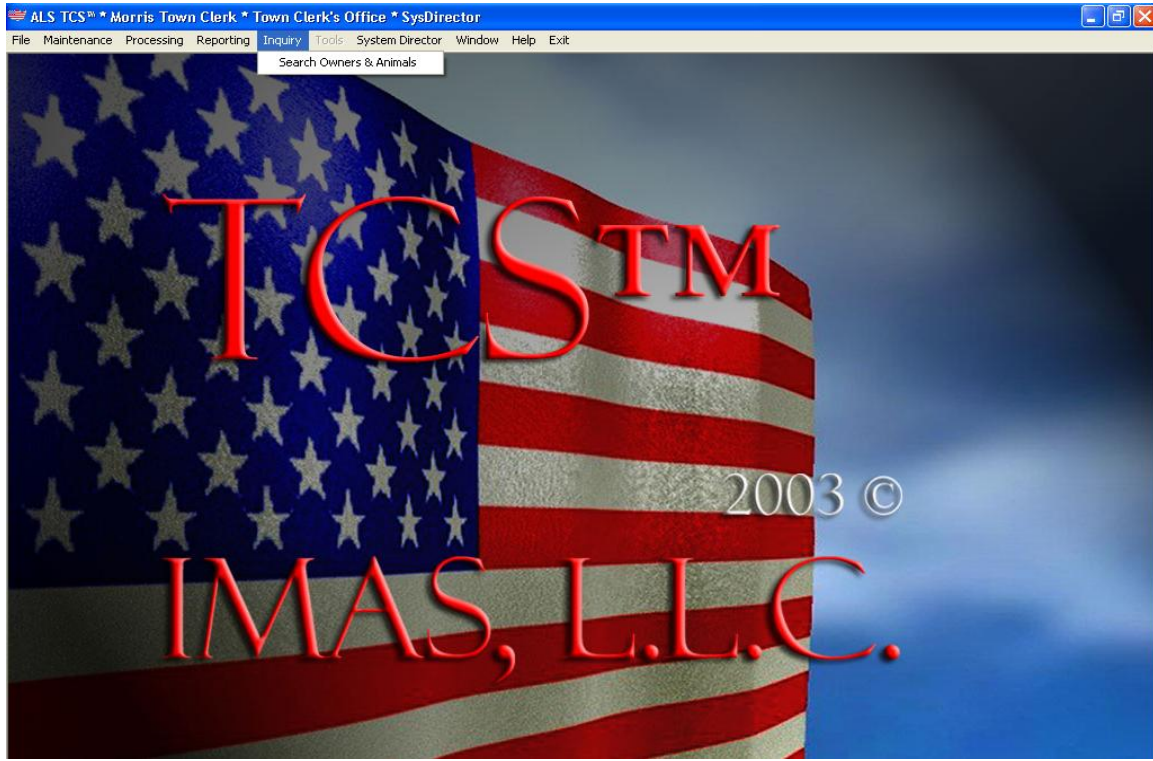 ALS TCS™ * Morris Town Clerk * Town Clerk's Office * SysDirector
File Maintenance Processing Reporting Inquiry Tools System Director Window Help Exit
Search Owners & Animals
TCS™
2003 ©
IMAS, L.L.C.